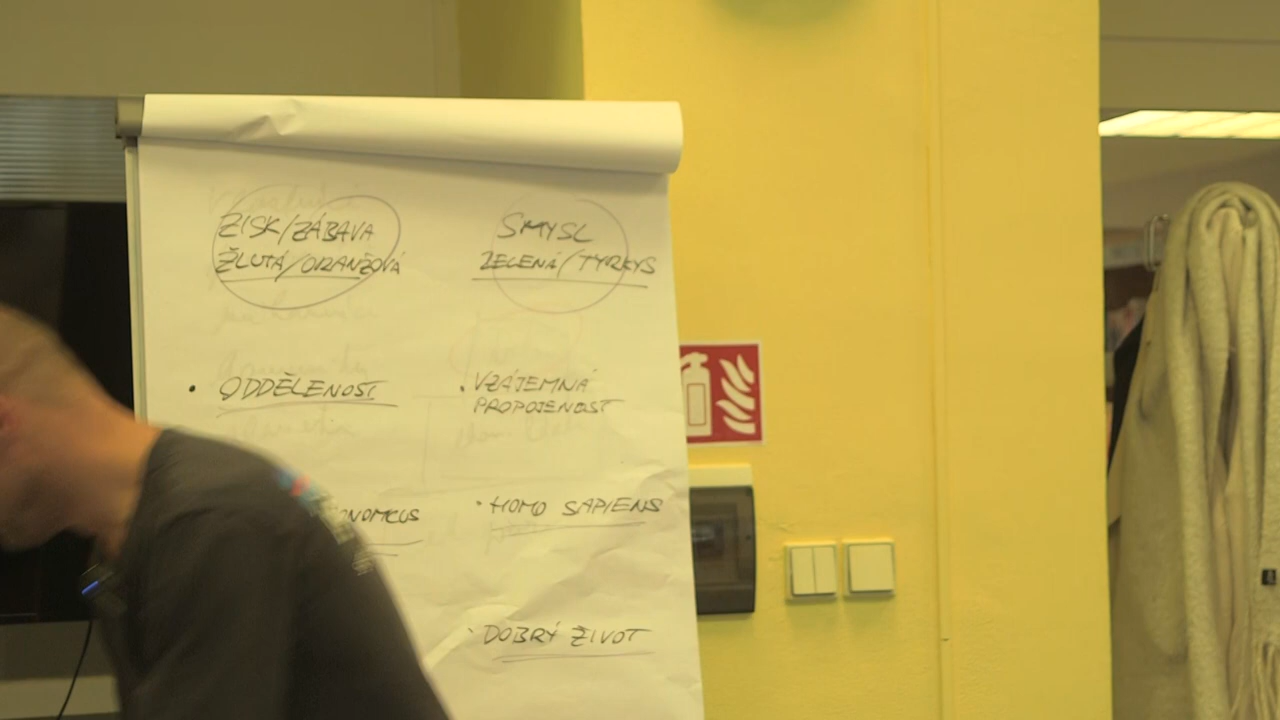 ZISK/ZÁBAVA
ŽLUTÁ/ORANŽOVÁ
• ODDĚLENOST
SMYSL
ZELENÁ/TYRKYS
• VZÁJEMNÁ
PROPOJENOST
• HOMO SAPIENS
• DOBRÝ ŽIVOT